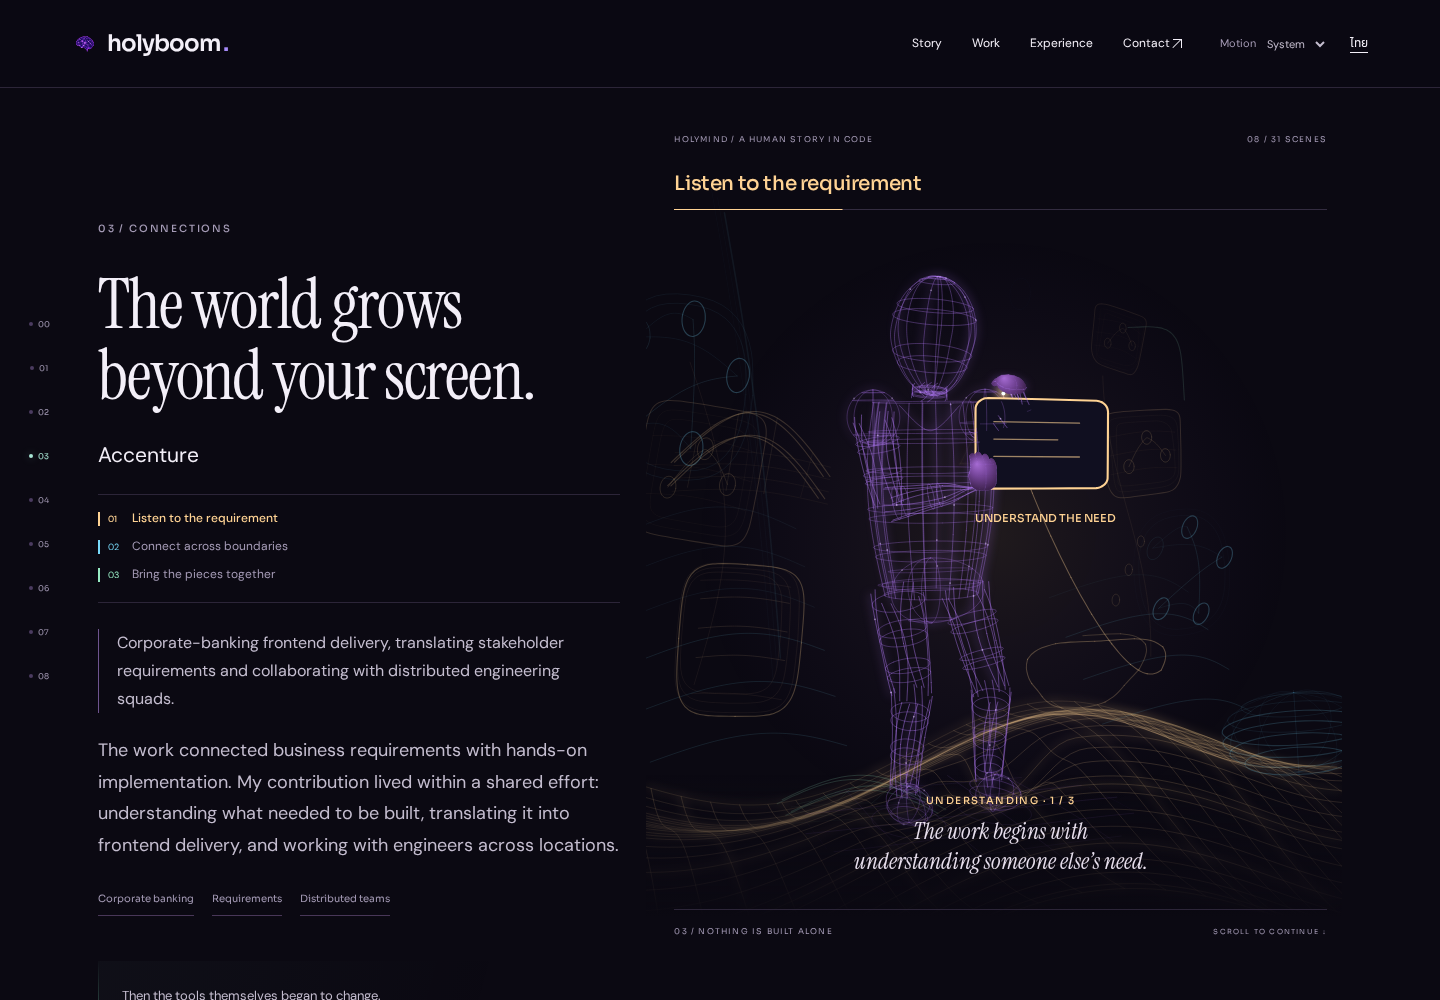 holyboom.
Story
Work
Experience
Contact
Motion
System
ไทย
HOLYMIND / A HUMAN STORY IN CODE
08 / 31 SCENES
Listen to the requirement
03 / CONNECTIONS
The world grows
beyond your screen.
00
01
02
03
04
05
06
07
08
Accenture
01 Listen to the requirement
02 Connect across boundaries
03 Bring the pieces together
Corporate-banking frontend delivery, translating stakeholder
requirements and collaborating with distributed engineering
squads.
The work connected business requirements with hands-on
implementation. My contribution lived within a shared effort:
understanding what needed to be built, translating it into
frontend delivery, and working with engineers across locations.
Corporate banking
Requirements
Distributed teams
Then the tools themselves began to change.
UNDERSTAND THE NEED
UNDERSTANDING · 1 / 3
The work begins with
understanding someone else’s need.
03 / NOTHING IS BUILT ALONE
SCROLL TO CONTINUE ↓